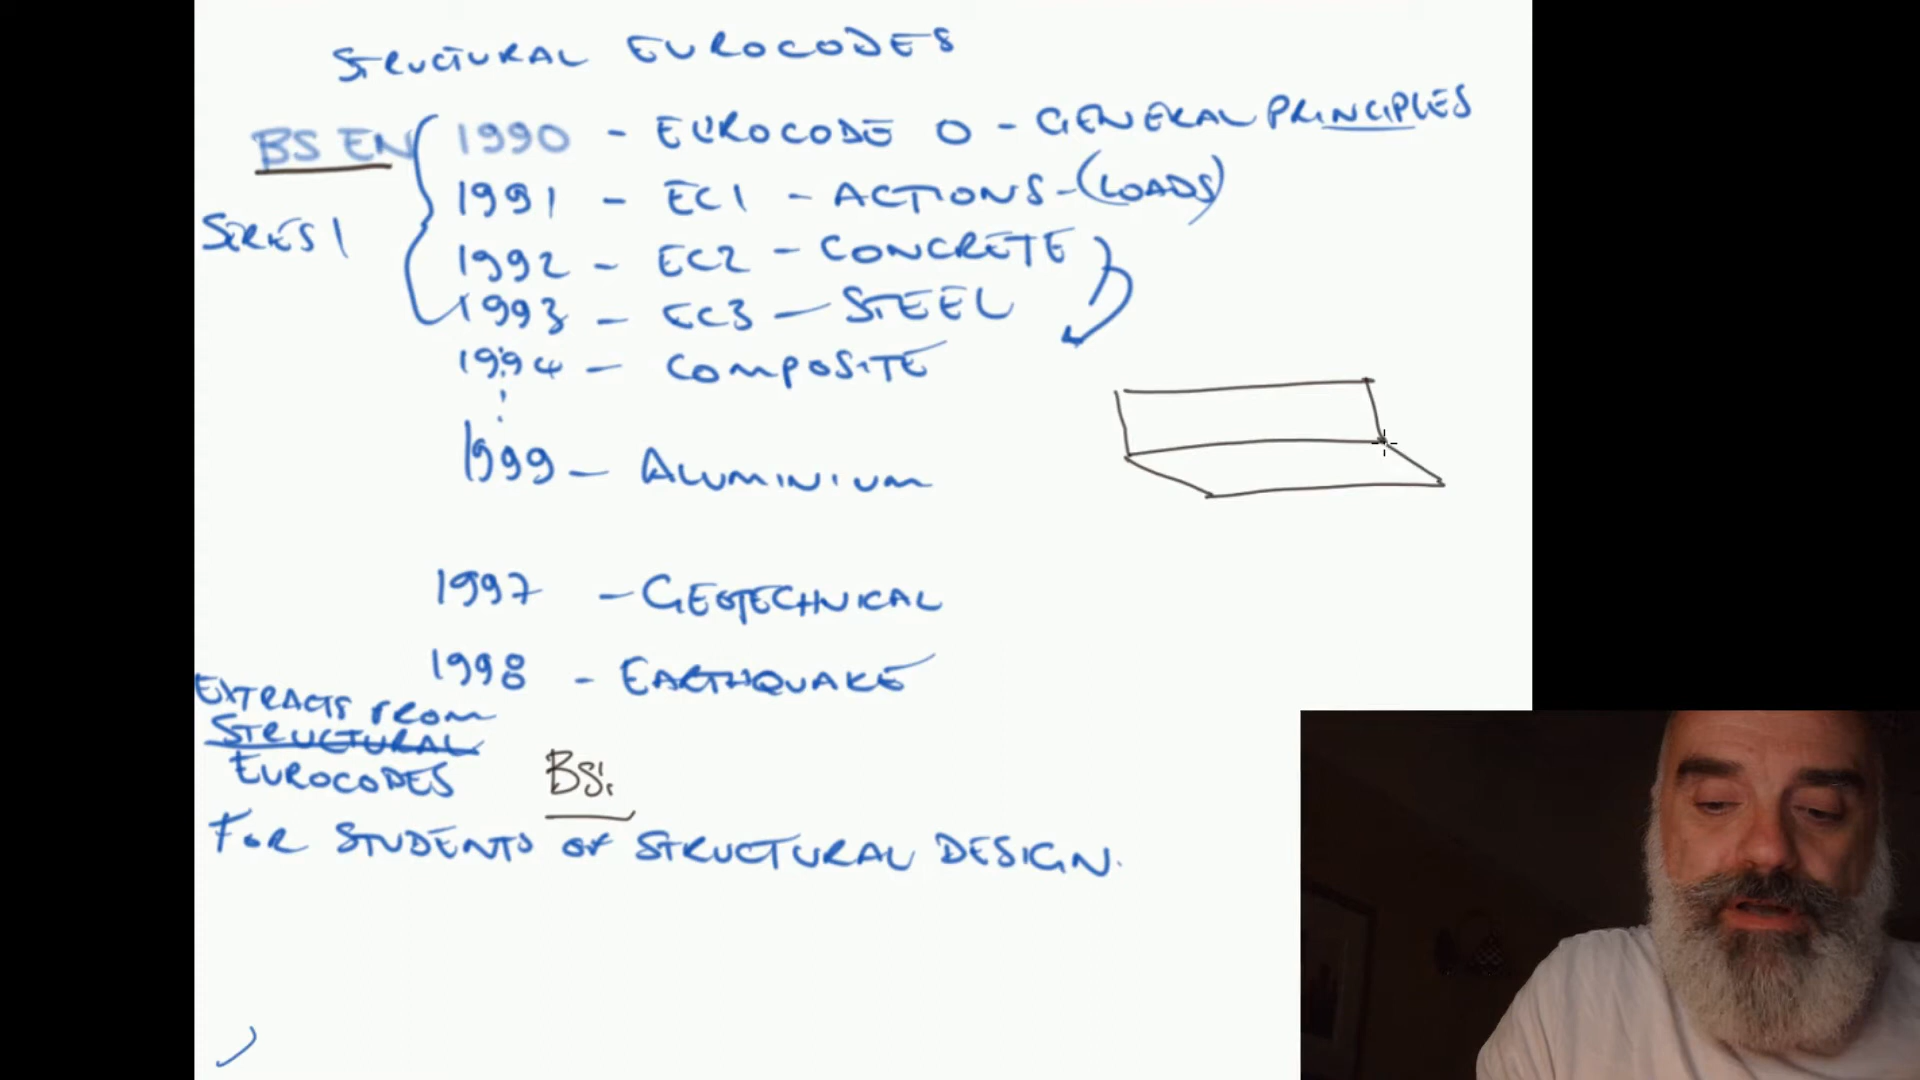 STRUCTURAL EUROCODES
BS EN 1990 - EUROCODE 0 - GENERAL PRINCIPLES
1991 - EC1 - ACTIONS - (LOADS)
SERIES 1
1992 - EC2 - CONCRETE
1993 - EC3 - STEEL
1994 - COMPOSITE
1999 - ALUMINIUM
1997 - GEOTECHNICAL
1998 - EARTHQUAKE
EXTRACTS FROM
STRUCTURAL
EUROCODES BSI
FOR STUDENTS OF STRUCTURAL DESIGN.